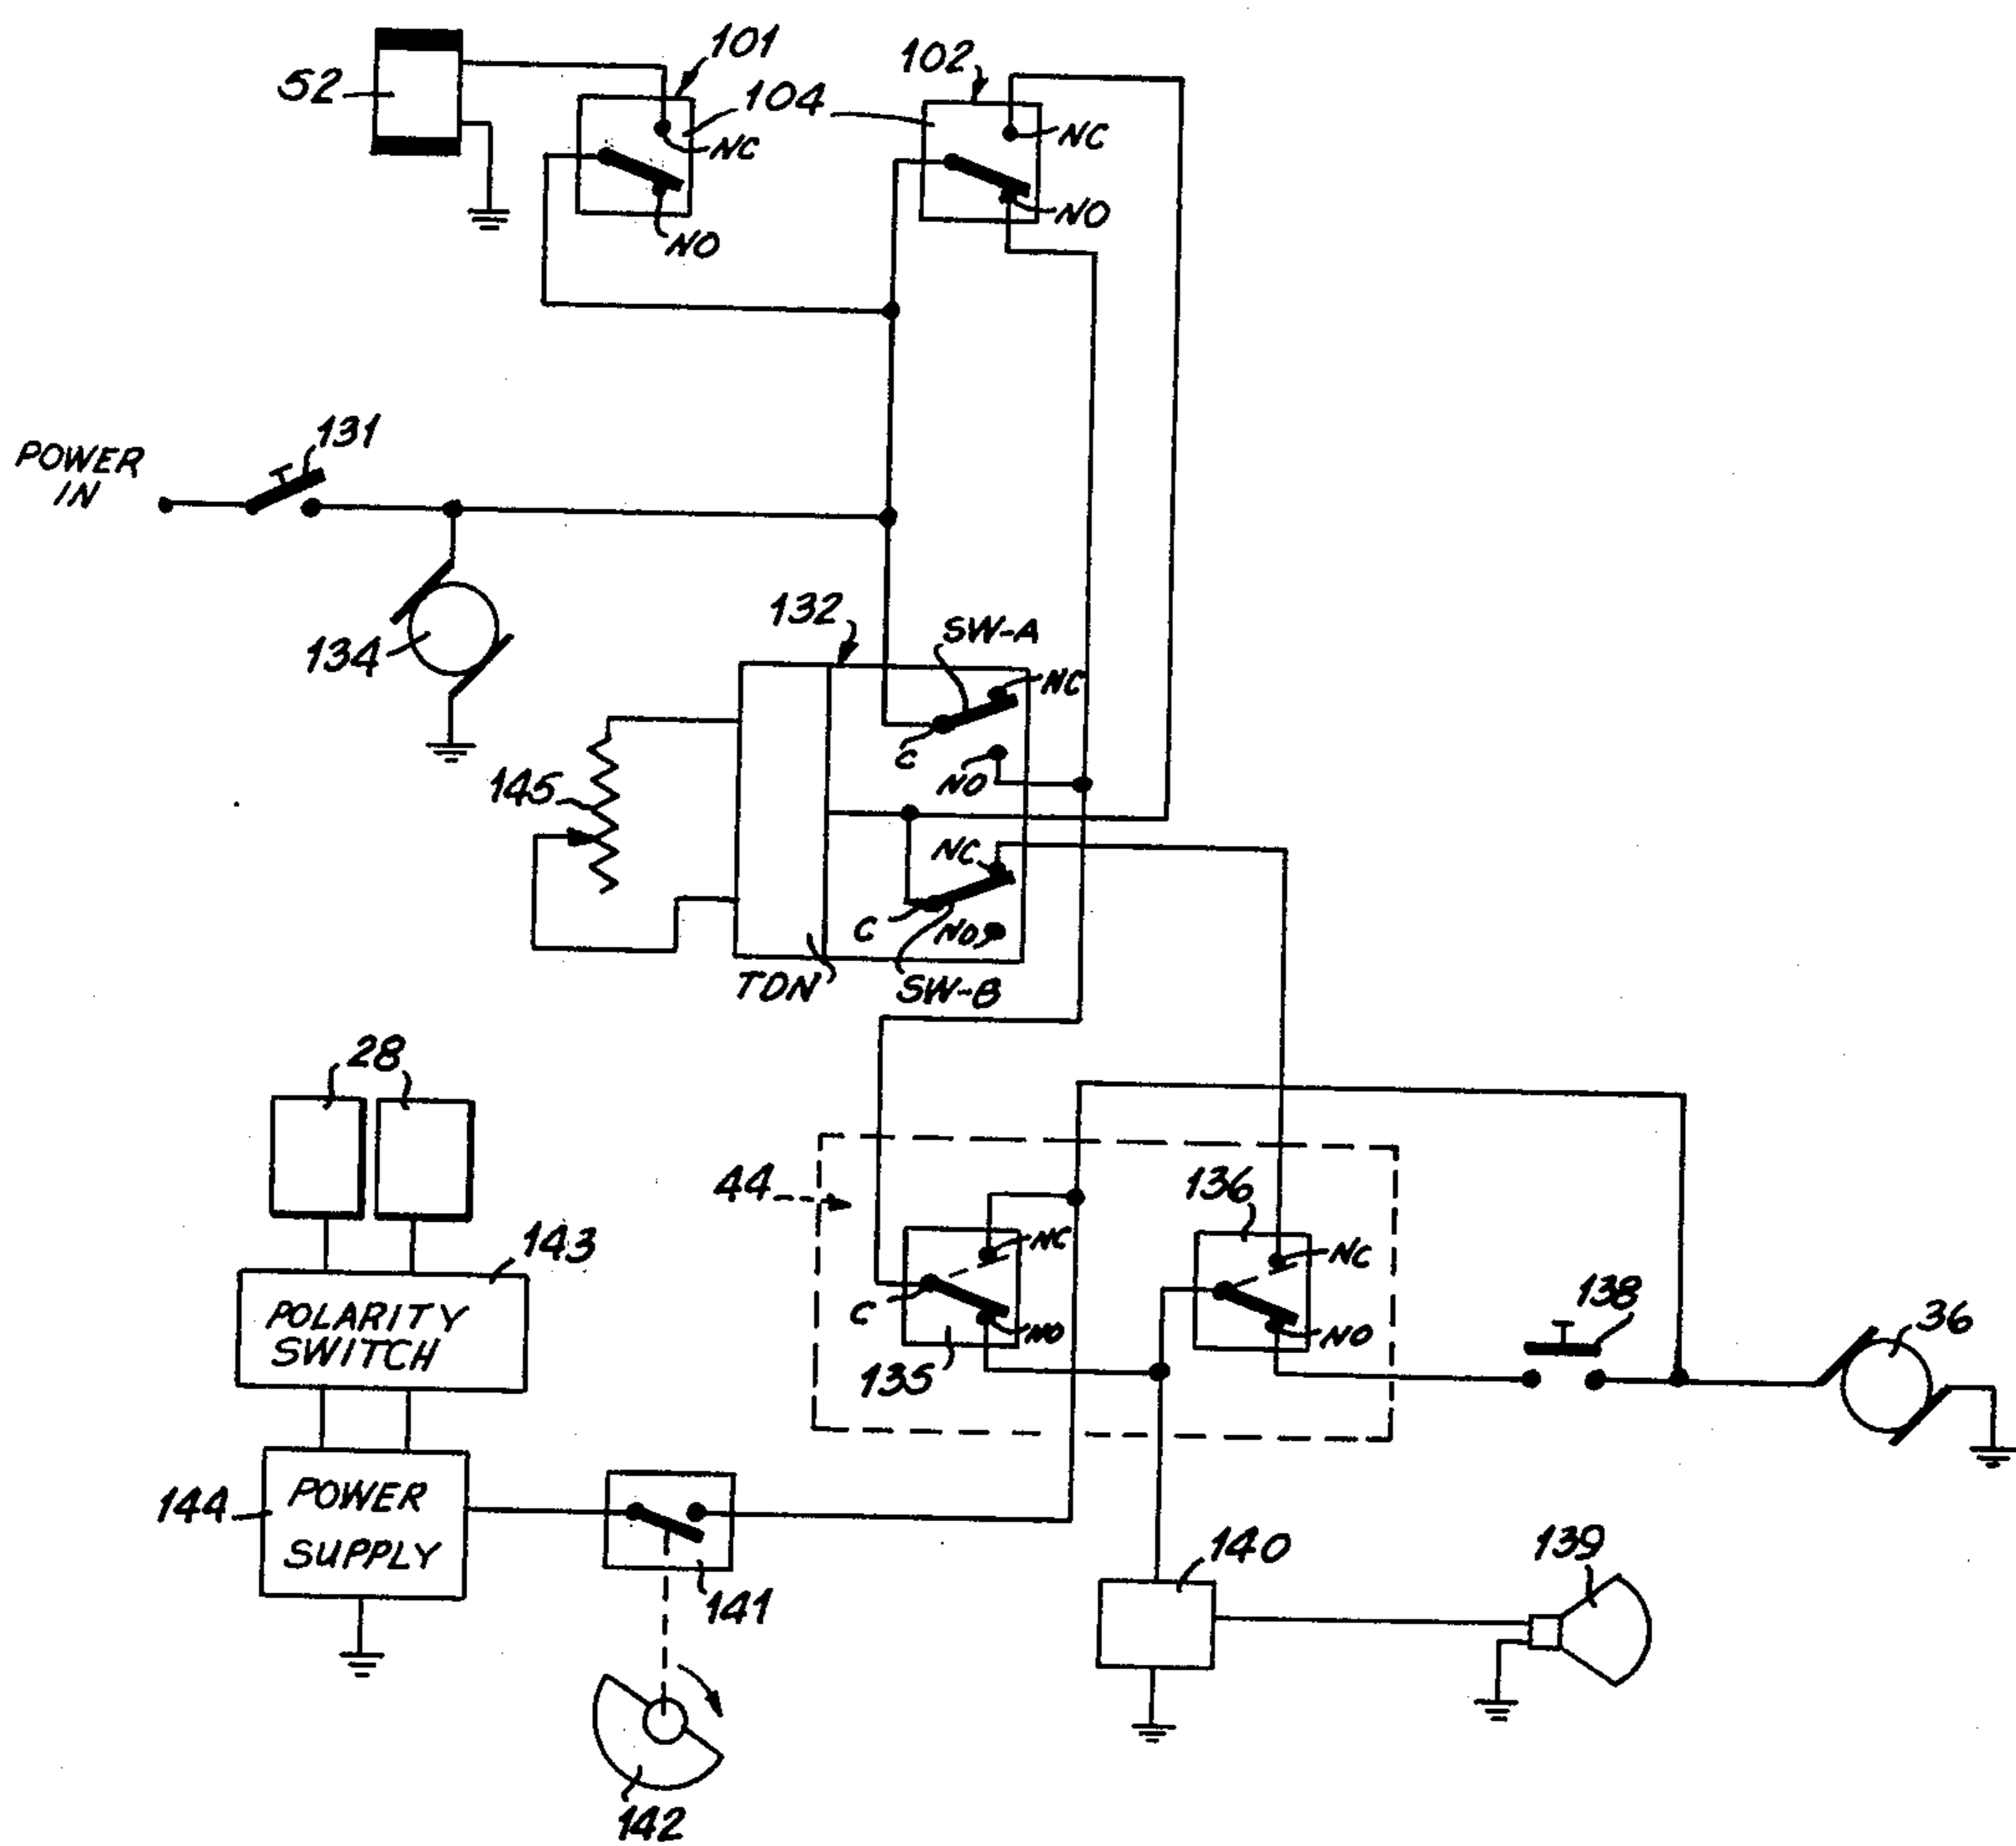 101
102
52
104
NC
NC
NO
NO
131
POWER
IN
132
SW-A
134
NC
C
NO
145
NC
C
NO
TDN
SW-B
28
44
136
143
NC
NC
138
36
POLARITY
SWITCH
C
NO
NO
135
144
POWER
SUPPLY
140
139
141
142